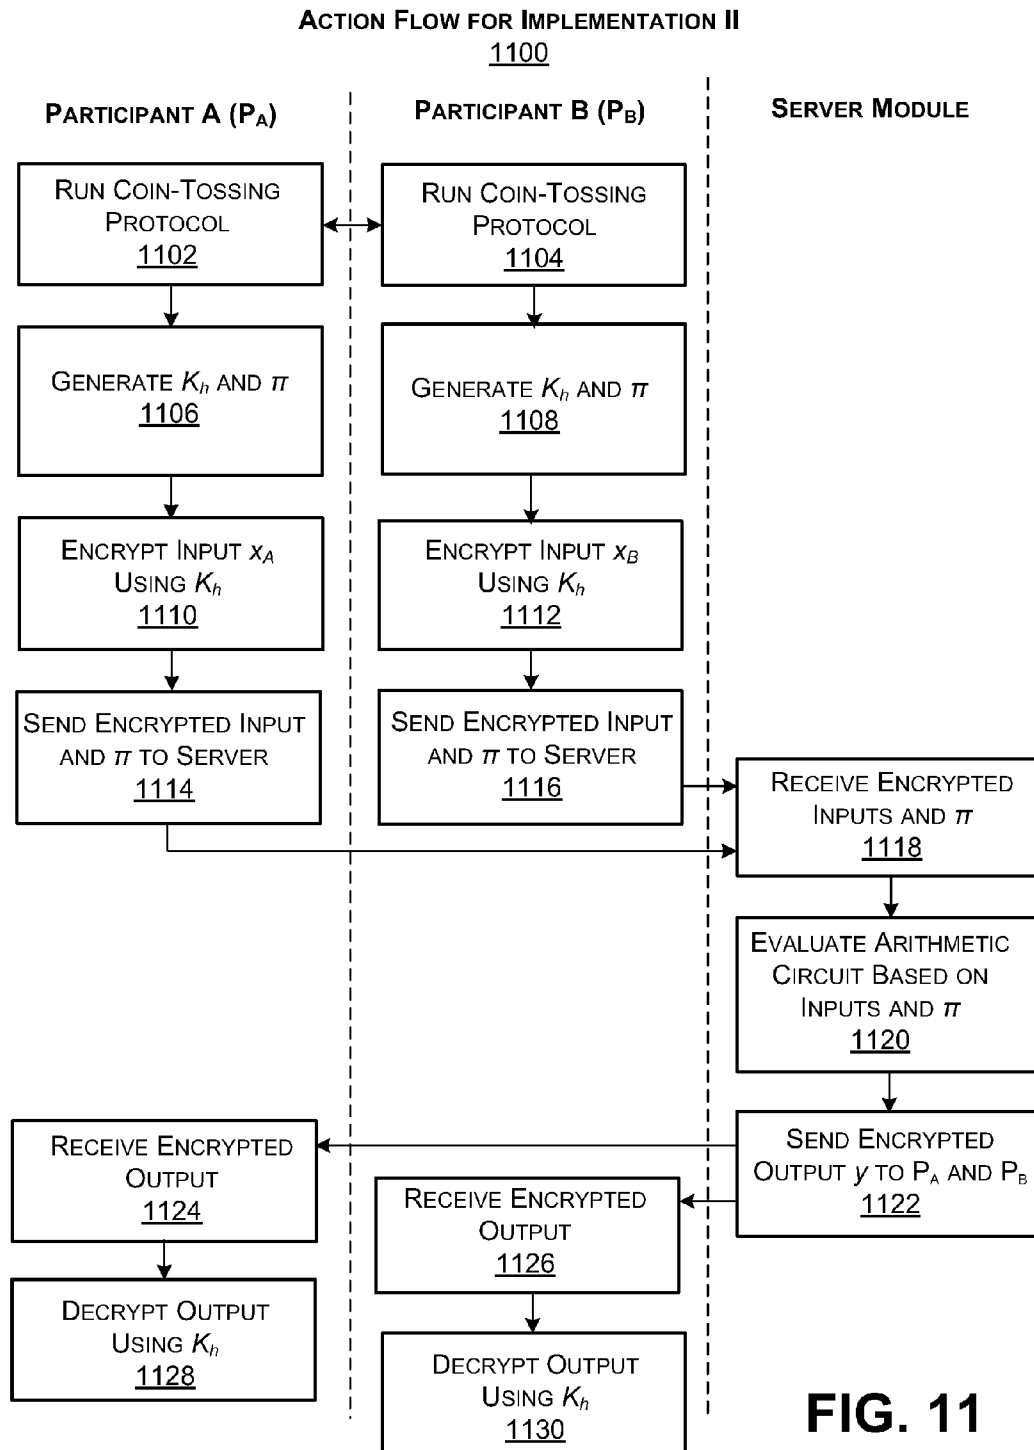 ACTION FLOW FOR IMPLEMENTATION II
1100
PARTICIPANT A (PA)
PARTICIPANT B (PB)
SERVER MODULE
RUN COIN-TOSSING
PROTOCOL
1102
RUN COIN-TOSSING
PROTOCOL
1104
GENERATE Kh AND π
1106
GENERATE Kh AND π
1108
ENCRYPT INPUT xA
USING Kh
1110
ENCRYPT INPUT xB
USING Kh
1112
SEND ENCRYPTED INPUT
AND π TO SERVER
1114
SEND ENCRYPTED INPUT
AND π TO SERVER
1116
RECEIVE ENCRYPTED
INPUTS AND π
1118
EVALUATE ARITHMETIC
CIRCUIT BASED ON
INPUTS AND π
1120
SEND ENCRYPTED
OUTPUT y TO PA AND PB
1122
RECEIVE ENCRYPTED
OUTPUT
1124
RECEIVE ENCRYPTED
OUTPUT
1126
DECRYPT OUTPUT
USING Kh
1128
DECRYPT OUTPUT
USING Kh
1130
FIG. 11